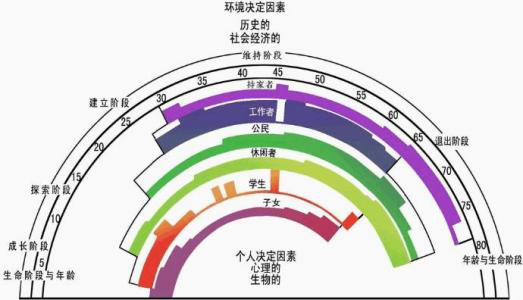 环境决定因素
历史的
社会经济的
维持阶段
35
40
45
50
持家者
30
55
建立阶段
25
工作者
60
公民
20
65
退出阶段
休闲者
15
70
学生
探索阶段
子女
10
75
成长阶段
80
个人决定因素
5
年龄与生命阶段
心理的
生命阶段与年龄
生物的